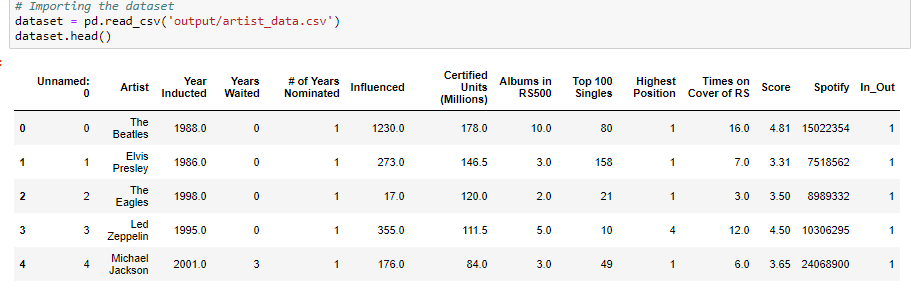 # Importing the dataset
dataset = pd.read_csv('output/artist_data.csv')
dataset.head()
Unnamed: 0 Artist Year Inducted Years Waited # of Years Nominated Influenced Certified Units (Millions) Albums in RS500 Top 100 Singles Highest Position Times on Cover of RS Score Spotify In_Out
0 0 The Beatles 1988.0 0 1 1230.0 178.0 10.0 80 1 16.0 4.81 15022354 1
1 1 Elvis Presley 1986.0 0 1 273.0 146.5 3.0 158 1 7.0 3.31 7518562 1
2 2 The Eagles 1998.0 0 1 17.0 120.0 2.0 21 1 3.0 3.50 8989332 1
3 3 Led Zeppelin 1995.0 0 1 355.0 111.5 5.0 10 4 12.0 4.50 10306295 1
4 4 Michael Jackson 2001.0 3 1 176.0 84.0 3.0 49 1 6.0 3.65 24068900 1